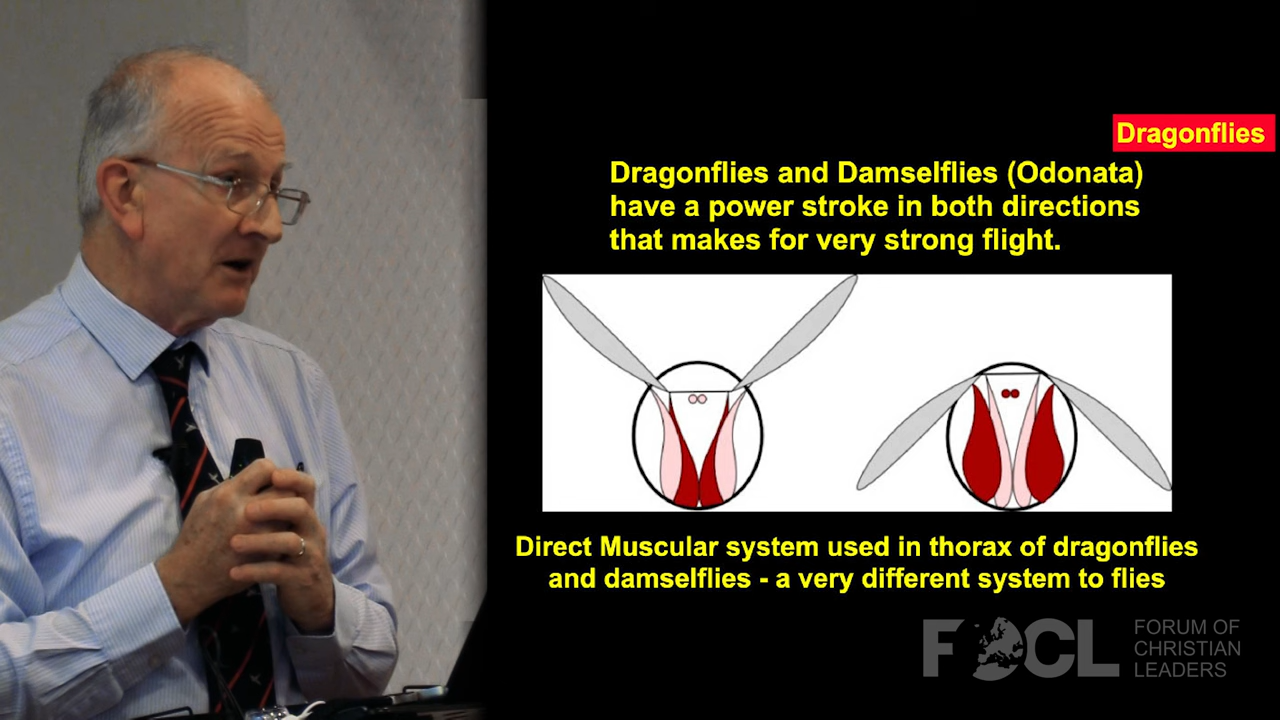 Dragonflies
Dragonflies and Damselflies (Odonata)
have a power stroke in both directions
that makes for very strong flight.
Direct Muscular system used in thorax of dragonflies
and damselflies - a very different system to flies
FOCL
FORUM OF
CHRISTIAN
LEADERS